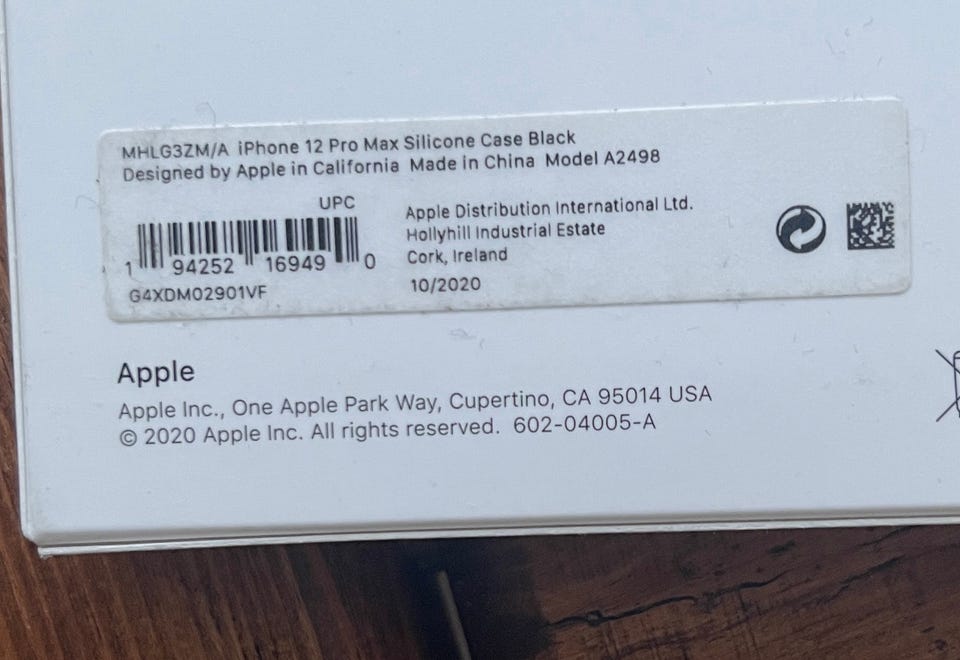 MHLG3ZM/A iPhone 12 Pro Max Silicone Case Black
Designed by Apple in California Made in China Model A2498
UPC
1 94252 16949 0
G4XDM02901VF
Apple Distribution International Ltd.
Hollyhill Industrial Estate
Cork, Ireland
10/2020
Apple
Apple Inc., One Apple Park Way, Cupertino, CA 95014 USA
© 2020 Apple Inc. All rights reserved. 602-04005-A